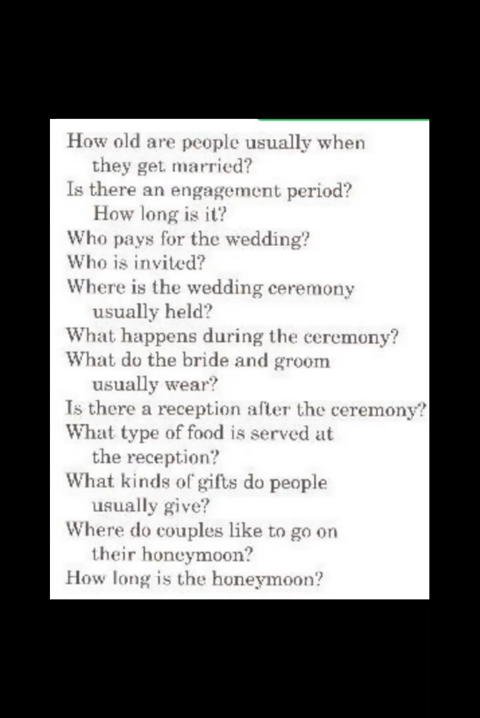 How old are people usually when
they get married?
Is there an engagement period?
How long is it?
Who pays for the wedding?
Who is invited?
Where is the wedding ceremony
usually held?
What happens during the ceremony?
What do the bride and groom
usually wear?
Is there a reception after the ceremony?
What type of food is served at
the reception?
What kinds of gifts do people
usually give?
Where do couples like to go on
their honeymoon?
How long is the honeymoon?